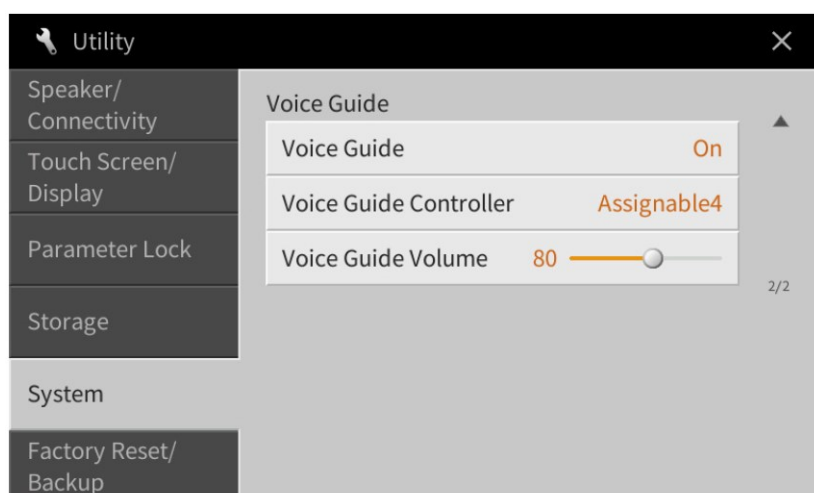 Utility
Speaker/
Connectivity
Touch Screen/
Display
Parameter Lock
Storage
System
Factory Reset/
Backup
Voice Guide
Voice Guide On
Voice Guide Controller Assignable4
Voice Guide Volume 80
2/2